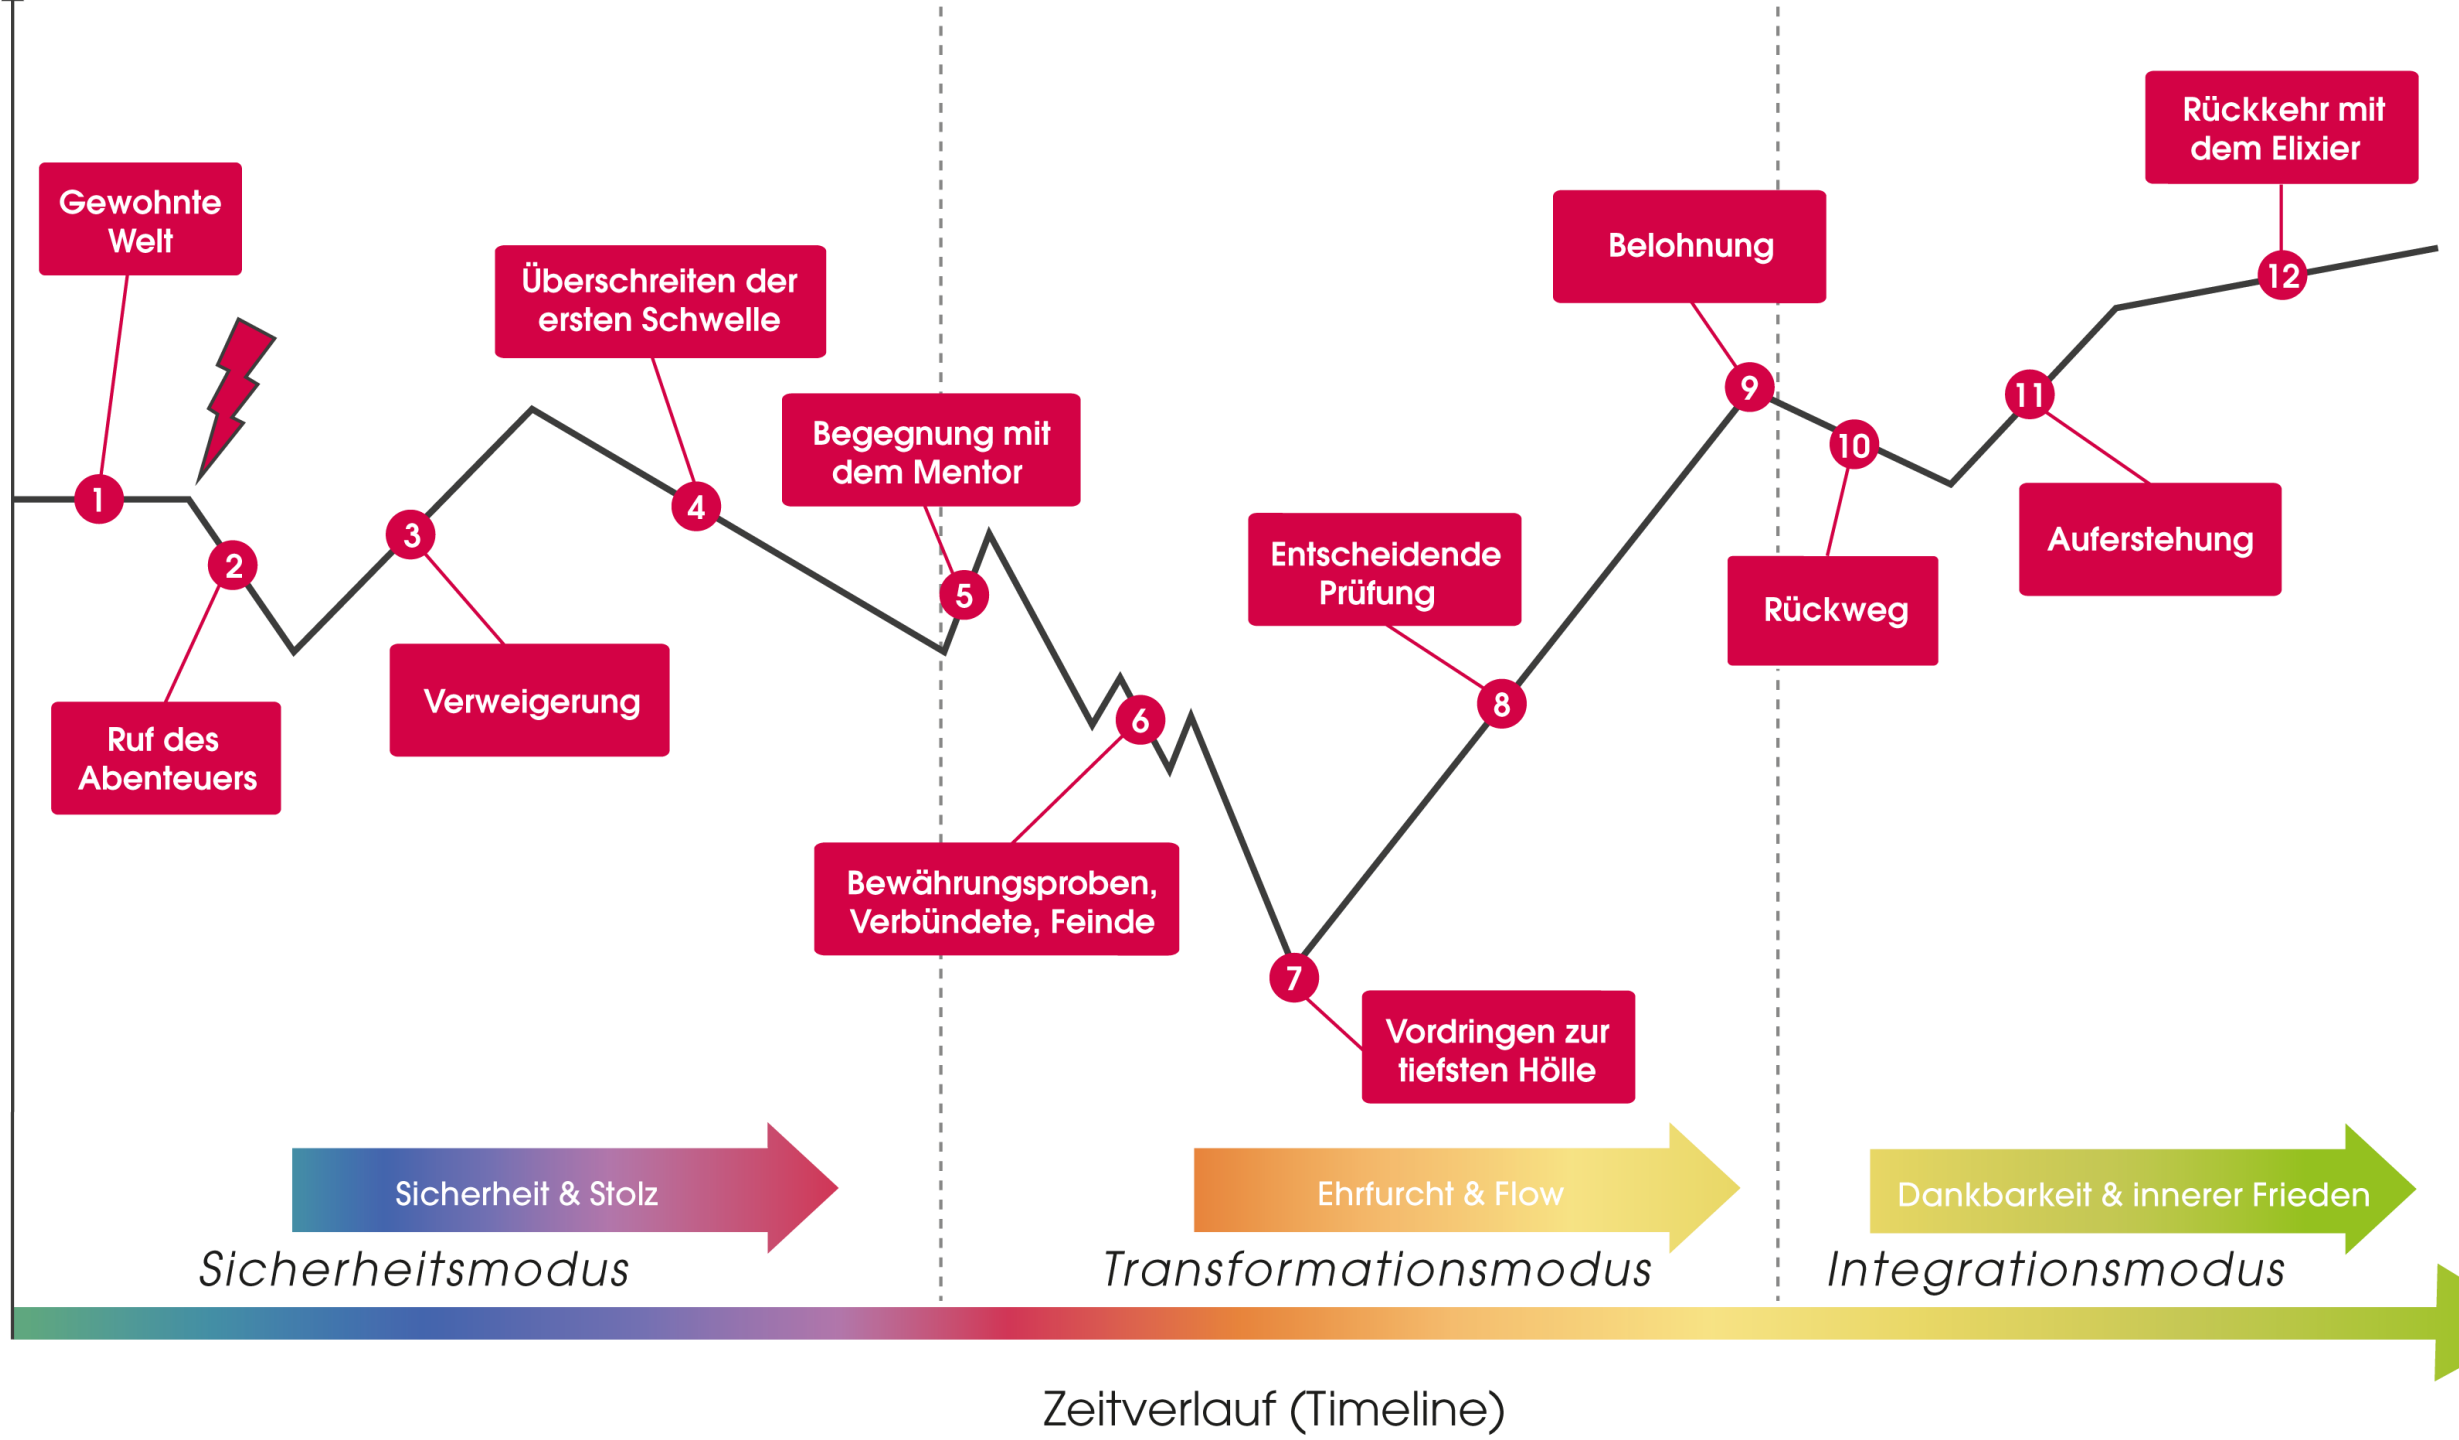 Gewohnte
Welt
1
Ruf des
Abenteuers
2
Verweigerung
3
Überschreiten der
ersten Schwelle
4
Begegnung mit
dem Mentor
5
Bewährungsproben,
Verbündete, Feinde
6
Vordringen zur
tiefsten Hölle
7
Entscheidende
Prüfung
8
Belohnung
9
Rückweg
10
Auferstehung
11
Rückkehr mit
dem Elixier
12
Sicherheit & Stolz
Ehrfurcht & Flow
Dankbarkeit & innerer Frieden
Sicherheitsmodus
Transformationsmodus
Integrationsmodus
Zeitverlauf (Timeline)